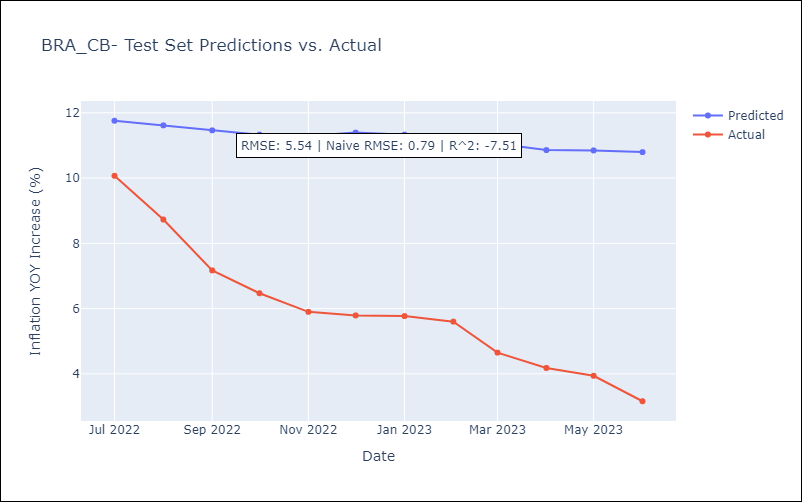 BRA_CB- Test Set Predictions vs. Actual
Predicted
Actual
RMSE: 5.54 | Naive RMSE: 0.79 | R^2: -7.51
Inflation YOY Increase (%)
12
10
8
6
4
Jul 2022
Sep 2022
Nov 2022
Jan 2023
Mar 2023
May 2023
Date